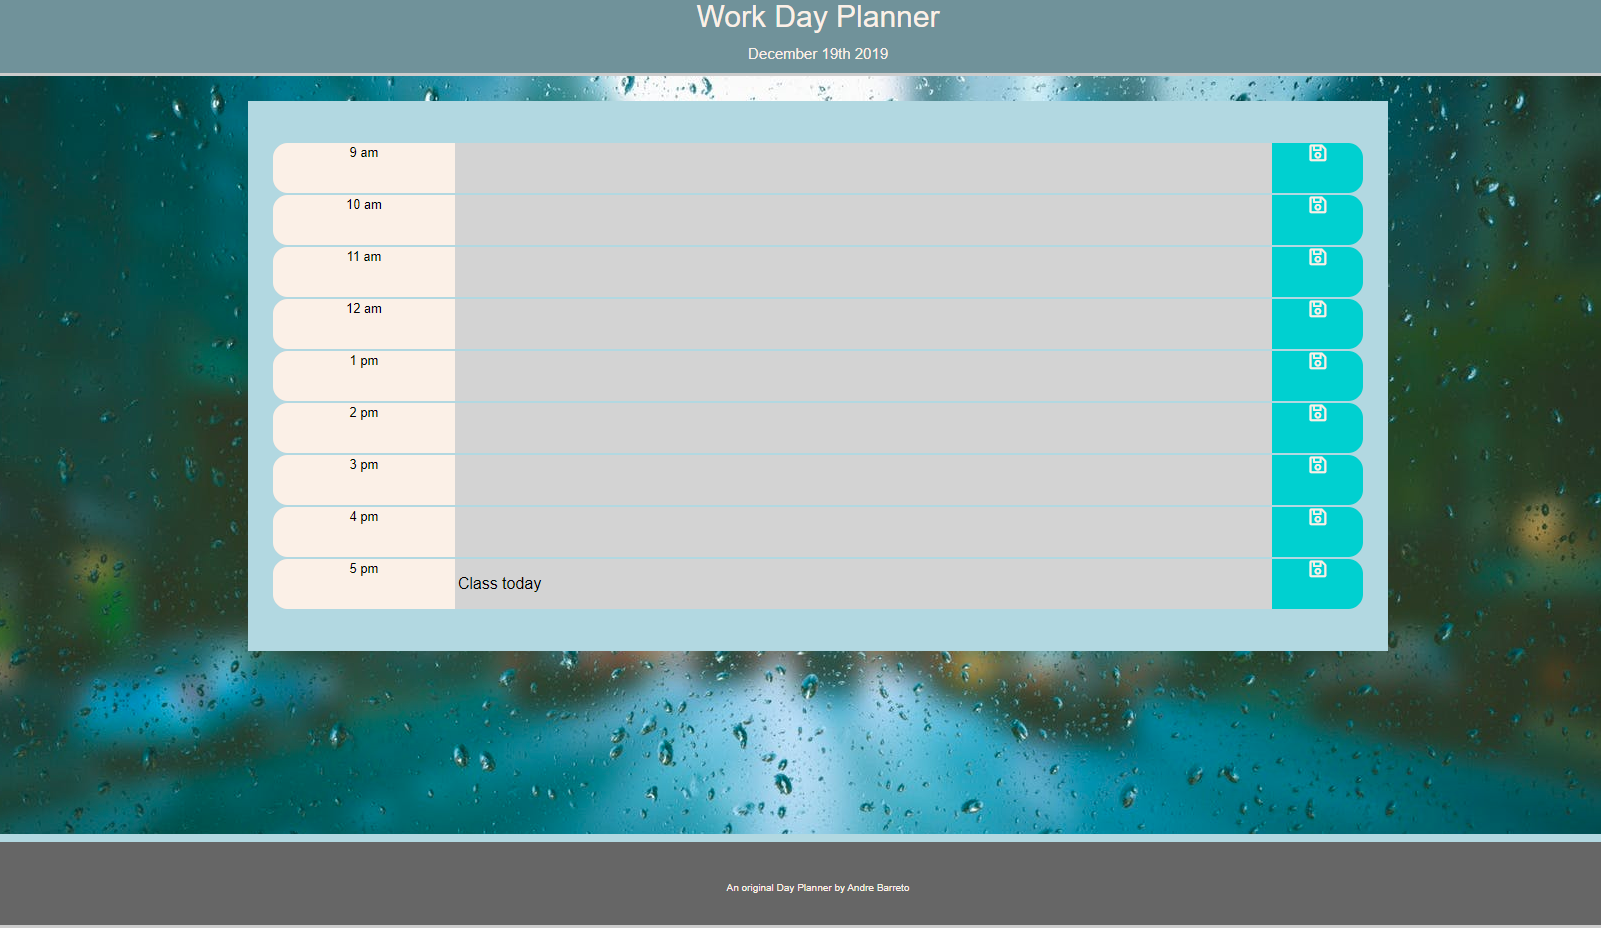 Work Day Planner
December 19th 2019
9 am
10 am
11 am
12 am
1 pm
2 pm
3 pm
4 pm
5 pm Class today
An original Day Planner by Andre Barreto